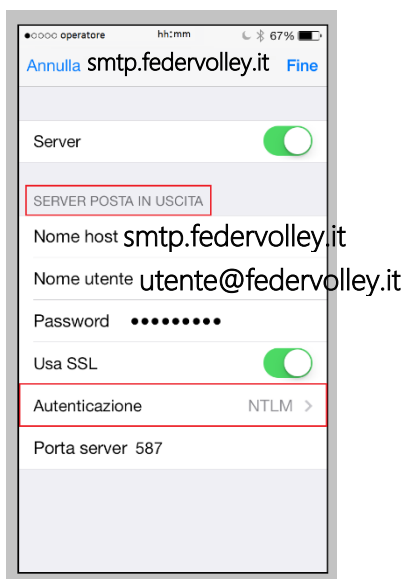 ●○○○○ operatore hh:mm 67%
Annulla smtp.federvolley.it Fine
Server
SERVER POSTA IN USCITA
Nome host smtp.federvolley.it
Nome utente utente@federvolley.it
Password ●●●●●●●●●
Usa SSL
Autenticazione NTLM >
Porta server 587